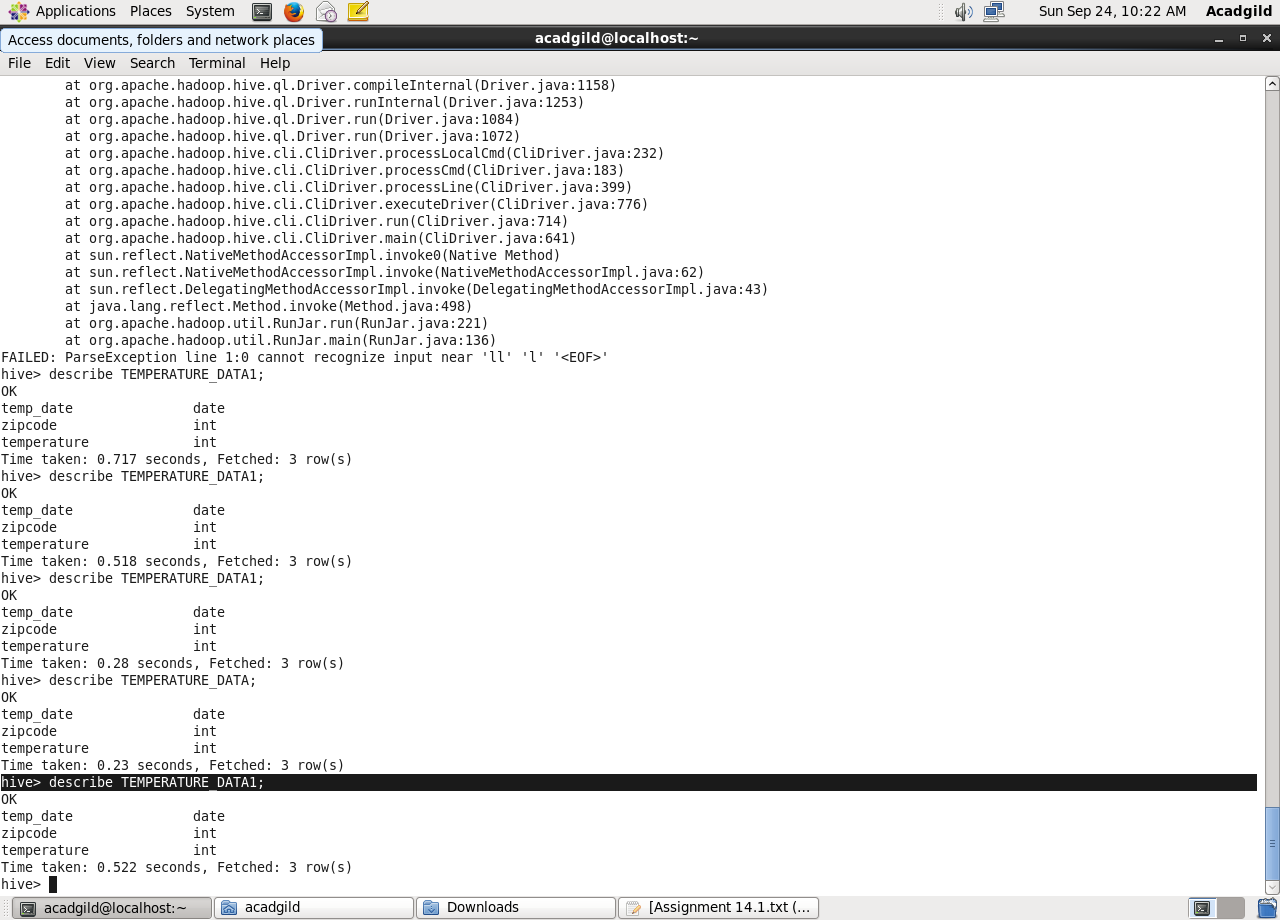 Applications Places System Sun Sep 24, 10:22 AM Acadgild
Access documents, folders and network places
acadgild@localhost:~
File Edit View Search Terminal Help
at org.apache.hadoop.hive.ql.Driver.compileInternal(Driver.java:1158)
at org.apache.hadoop.hive.ql.Driver.runInternal(Driver.java:1253)
at org.apache.hadoop.hive.ql.Driver.run(Driver.java:1084)
at org.apache.hadoop.hive.ql.Driver.run(Driver.java:1072)
at org.apache.hadoop.hive.cli.CliDriver.processLocalCmd(CliDriver.java:232)
at org.apache.hadoop.hive.cli.CliDriver.processCmd(CliDriver.java:183)
at org.apache.hadoop.hive.cli.CliDriver.processLine(CliDriver.java:399)
at org.apache.hadoop.hive.cli.CliDriver.executeDriver(CliDriver.java:776)
at org.apache.hadoop.hive.cli.CliDriver.run(CliDriver.java:714)
at org.apache.hadoop.hive.cli.CliDriver.main(CliDriver.java:641)
at sun.reflect.NativeMethodAccessorImpl.invoke0(Native Method)
at sun.reflect.NativeMethodAccessorImpl.invoke(NativeMethodAccessorImpl.java:62)
at sun.reflect.DelegatingMethodAccessorImpl.invoke(DelegatingMethodAccessorImpl.java:43)
at java.lang.reflect.Method.invoke(Method.java:498)
at org.apache.hadoop.util.RunJar.run(RunJar.java:221)
at org.apache.hadoop.util.RunJar.main(RunJar.java:136)
FAILED: ParseException line 1:0 cannot recognize input near 'll' 'l' '<EOF>'
hive> describe TEMPERATURE_DATA1;
OK
temp_date date
zipcode int
temperature int
Time taken: 0.717 seconds, Fetched: 3 row(s)
hive> describe TEMPERATURE_DATA1;
OK
temp_date date
zipcode int
temperature int
Time taken: 0.518 seconds, Fetched: 3 row(s)
hive> describe TEMPERATURE_DATA1;
OK
temp_date date
zipcode int
temperature int
Time taken: 0.28 seconds, Fetched: 3 row(s)
hive> describe TEMPERATURE_DATA;
OK
temp_date date
zipcode int
temperature int
Time taken: 0.23 seconds, Fetched: 3 row(s)
hive> describe TEMPERATURE_DATA1;
OK
temp_date date
zipcode int
temperature int
Time taken: 0.522 seconds, Fetched: 3 row(s)
hive>
acadgild@localhost:~ acadgild Downloads [Assignment 14.1.txt (...